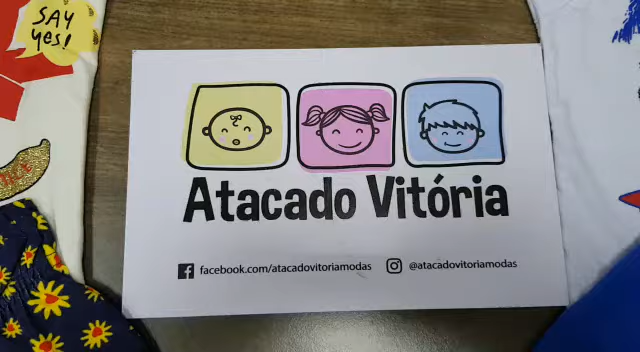 SAY
yes!
Atacado Vitória
facebook.com/atacadovitoriamodas
@atacadovitoriamodas